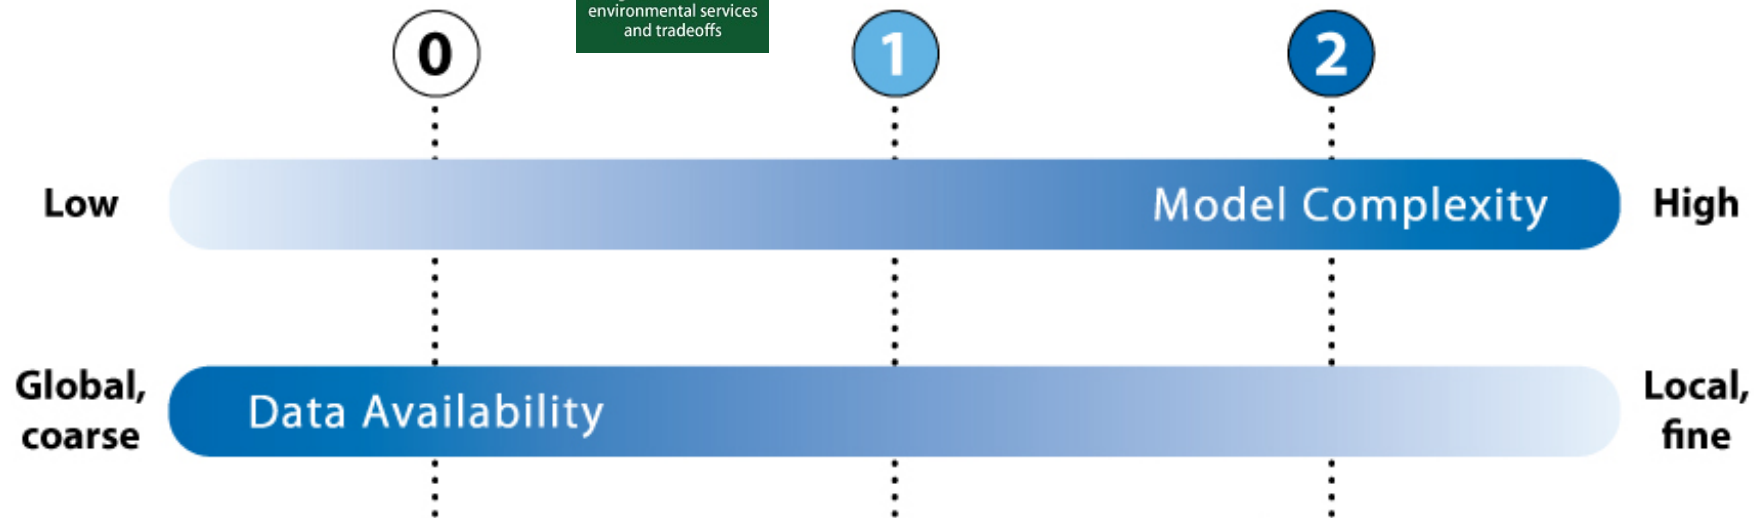 environmental services
and tradeoffs
0
1
2
Low
Model Complexity
High
Global,
coarse
Data Availability
Local,
fine